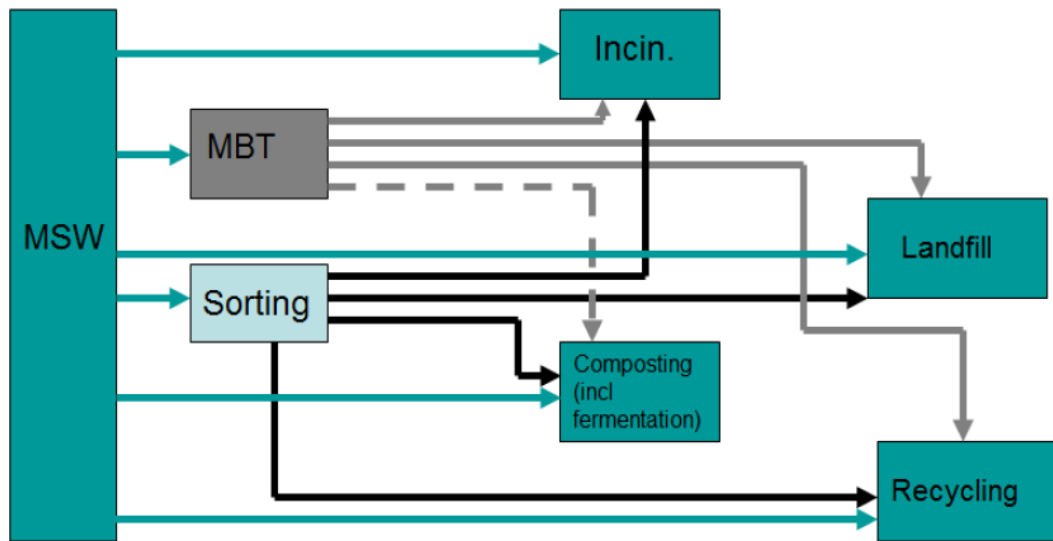 Incin.
MBT
MSW
Landfill
Sorting
Composting
(incl
fermentation)
Recycling